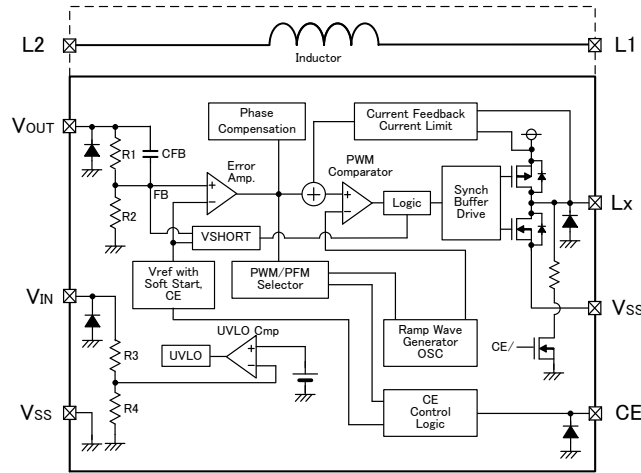 L2
L1
Inductor
Phase
Compensation
Current Feedback
Current Limit
VOUT
R1
CFB
Error
Amp.
PWM
Comparator
FB
+
−
+
+
−
Logic
Synch
Buffer
Drive
R2
Lx
VSHORT
Vref with
Soft Start,
CE
PWM/PFM
Selector
VIN
VSS
R3
UVLO Cmp
UVLO
+
−
Ramp Wave
Generator
OSC
CE/
R4
VSS
CE
Control
Logic
CE